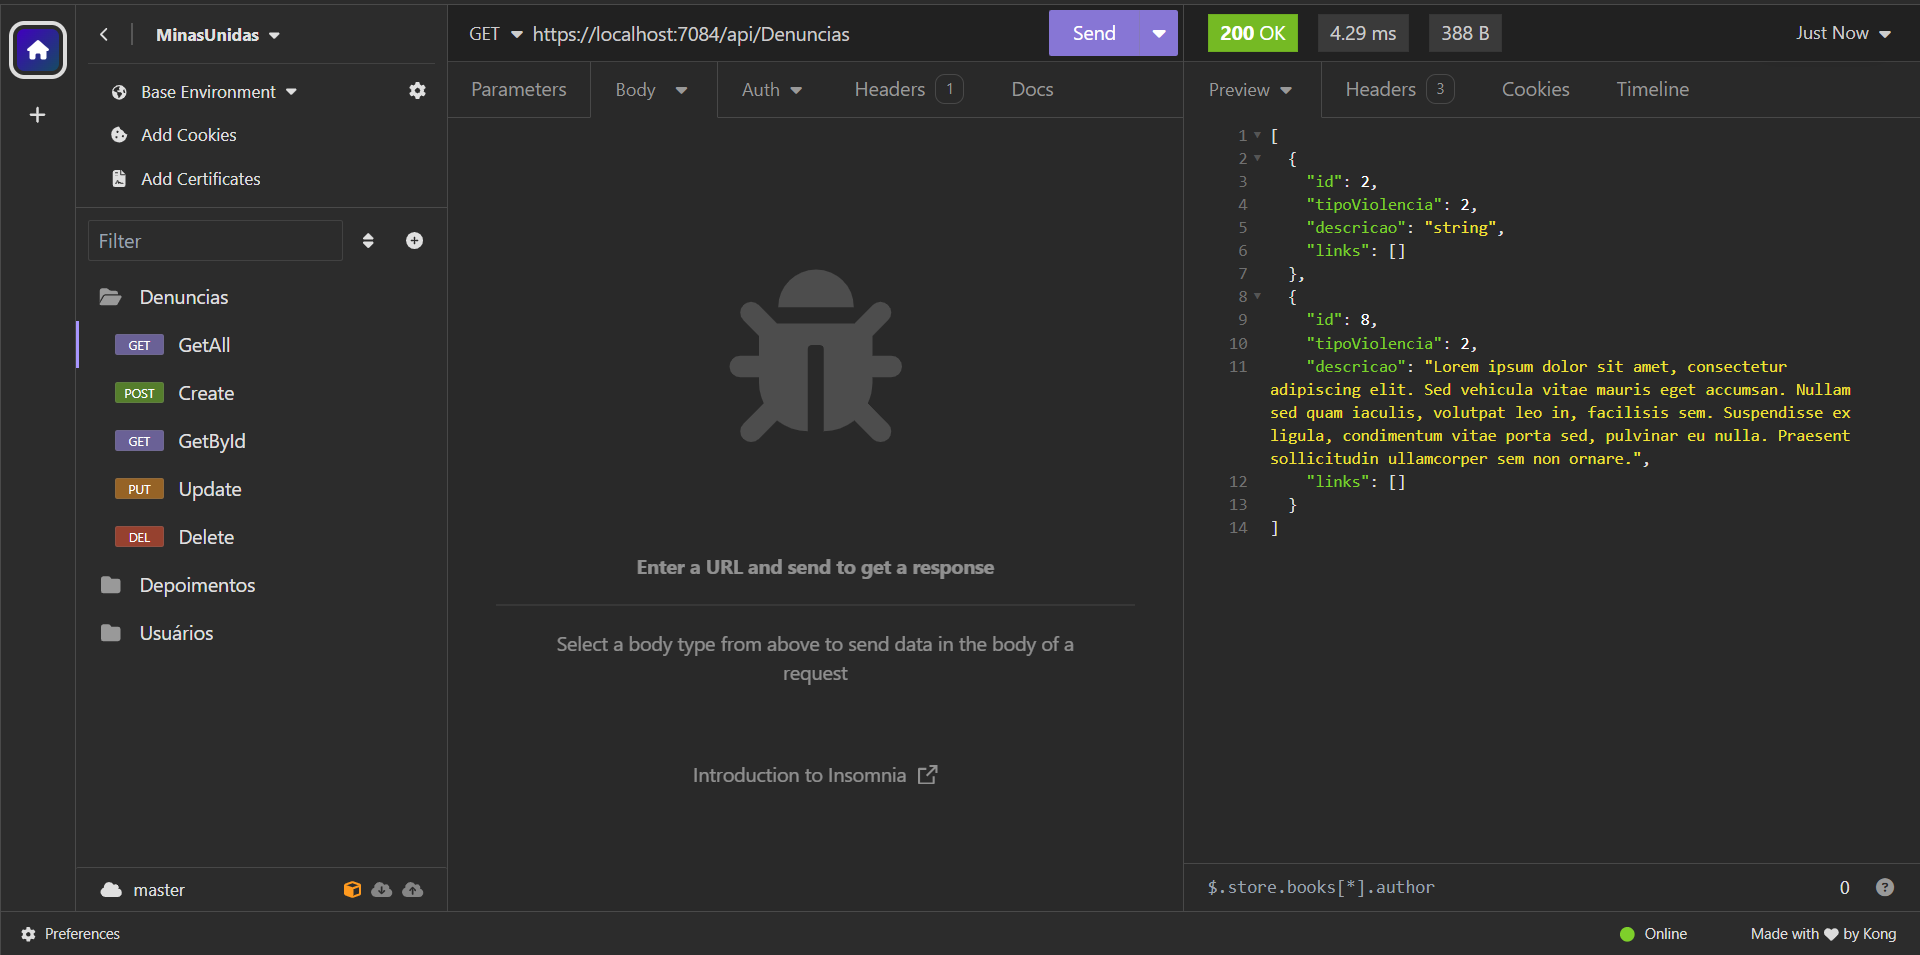 MinasUnidas
Base Environment
Add Cookies
Add Certificates
Filter
Denuncias
GET GetAll
POST Create
GET GetById
PUT Update
DEL Delete
Depoimentos
Usuários
master
GET https://localhost:7084/api/Denuncias Send
Parameters Body Auth Headers 1 Docs
Enter a URL and send to get a response
Select a body type from above to send data in the body of a
request
Introduction to Insomnia
200 OK 4.29 ms 388 B Just Now
Preview Headers 3 Cookies Timeline
1 [
2 {
3 "id": 2,
4 "tipoViolencia": 2,
5 "descricao": "string",
6 "links": []
7 },
8 {
9 "id": 8,
10 "tipoViolencia": 2,
11 "descricao": "Lorem ipsum dolor sit amet, consectetur
adipiscing elit. Sed vehicula vitae mauris eget accumsan. Nullam
sed quam iaculis, volutpat leo in, facilisis sem. Suspendisse ex
ligula, condimentum vitae porta sed, pulvinar eu nulla. Praesent
sollicitudin ullamcorper sem non ornare.",
12 "links": []
13 }
14 ]
$.store.books[*].author 0 ?
Preferences Online Made with ♥ by Kong